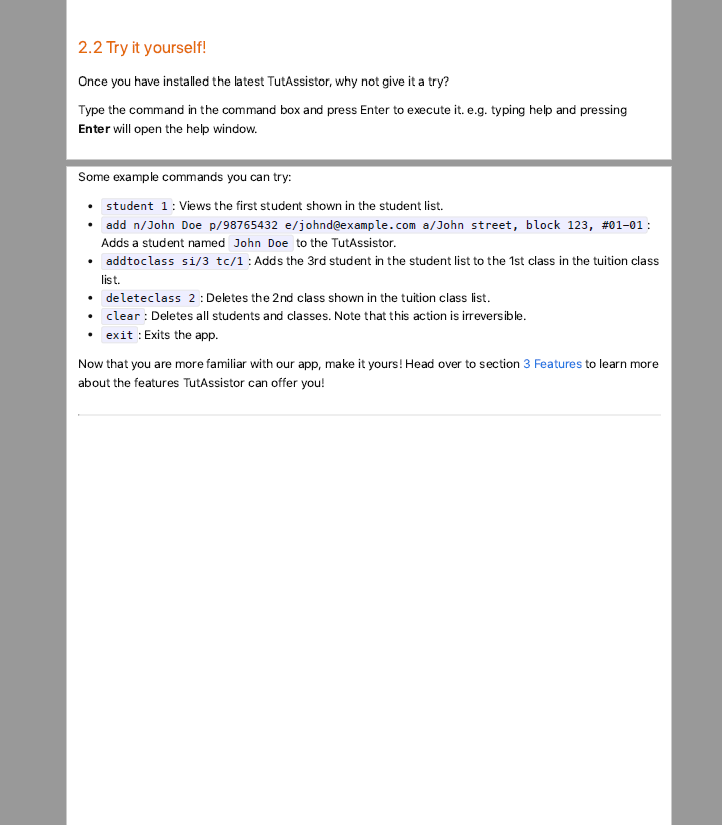 2.2 Try it yourself!
Once you have installed the latest TutAssistor, why not give it a try?
Type the command in the command box and press Enter to execute it. e.g. typing help and pressing
Enter will open the help window.
Some example commands you can try:
• student 1 : Views the first student shown in the student list.
• add n/John Doe p/98765432 e/johnd@example.com a/John street, block 123, #01-01 :
Adds a student named John Doe to the TutAssistor.
• addtoclass si/3 tc/1 : Adds the 3rd student in the student list to the 1st class in the tuition class
list.
• deleteclass 2 : Deletes the 2nd class shown in the tuition class list.
• clear : Deletes all students and classes. Note that this action is irreversible.
• exit : Exits the app.
Now that you are more familiar with our app, make it yours! Head over to section 3 Features to learn more
about the features TutAssistor can offer you!